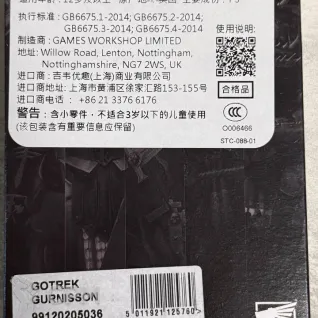 执行标准: GB6675.1-2014; GB6675.2-2014;
GB6675.3-2014; GB6675.4-2014
制造商: GAMES WORKSHOP LIMITED
地址: Willow Road, Lenton, Nottingham,
Nottinghamshire, NG7 2WS, UK
进口商: 吉韦优趣(上海)商业有限公司
进口商地址: 上海市黄浦区徐家汇路153-155号
进口商电话: + 86 21 3376 6176
警告: 含小零件,不适合3岁以下的儿童使用
(该包装含有重要信息应保留)
使用说明
合格品
CCC
O006466
STC-088-01
GOTREK
GURNISSON
99120205036
5 011921 125760 >